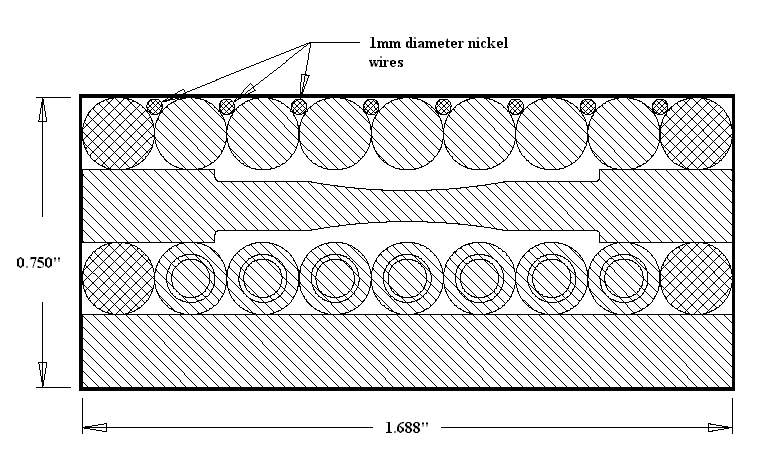 1mm diameter nickel
wires
0.750"
1.688"